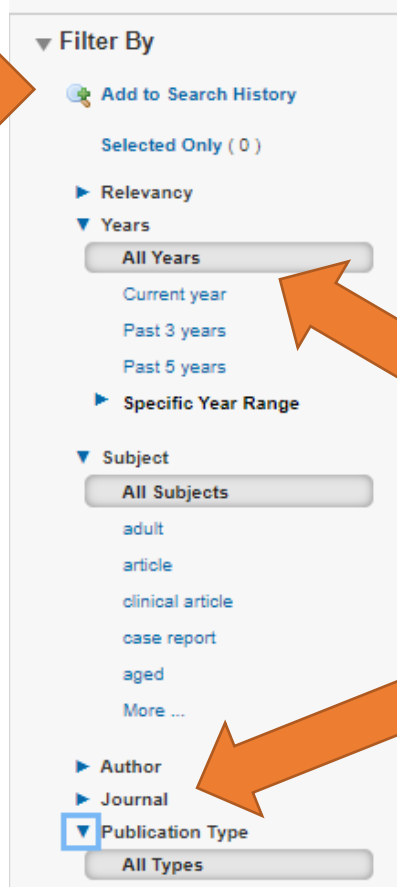 Filter By
Add to Search History
Selected Only ( 0 )
Relevancy
Years
All Years
Current year
Past 3 years
Past 5 years
Specific Year Range
Subject
All Subjects
adult
article
clinical article
case report
aged
More ...
Author
Journal
Publication Type
All Types